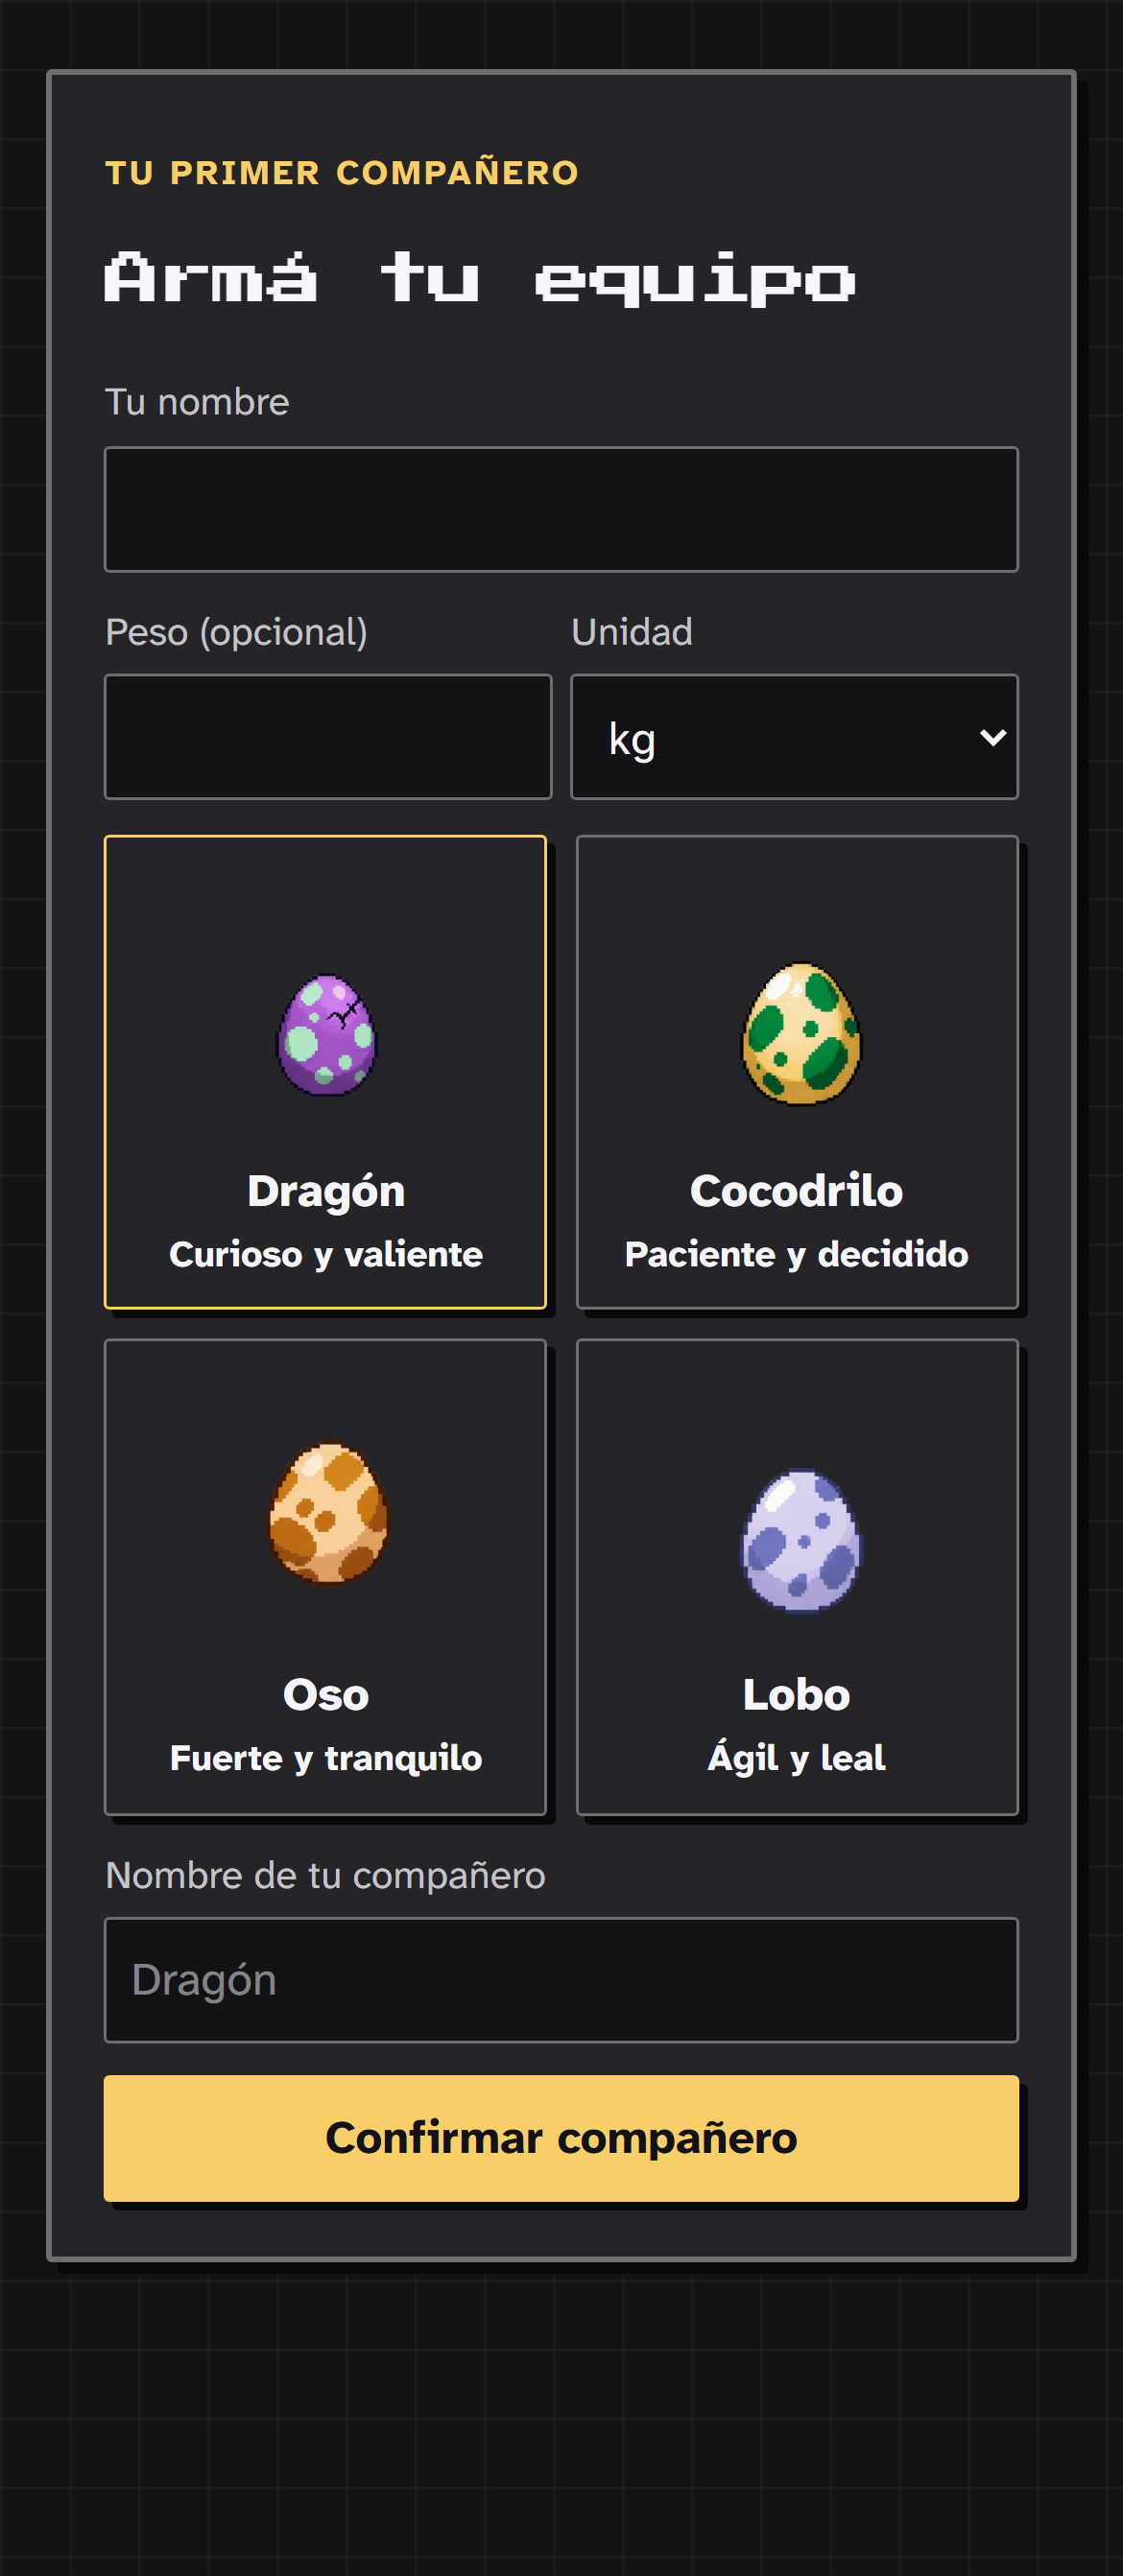 TU PRIMER COMPAÑERO
Armá tu equipo
Tu nombre
Peso (opcional)
Unidad
kg
Dragón
Curioso y valiente
Cocodrilo
Paciente y decidido
Oso
Fuerte y tranquilo
Lobo
Ágil y leal
Nombre de tu compañero
Dragón
Confirmar compañero